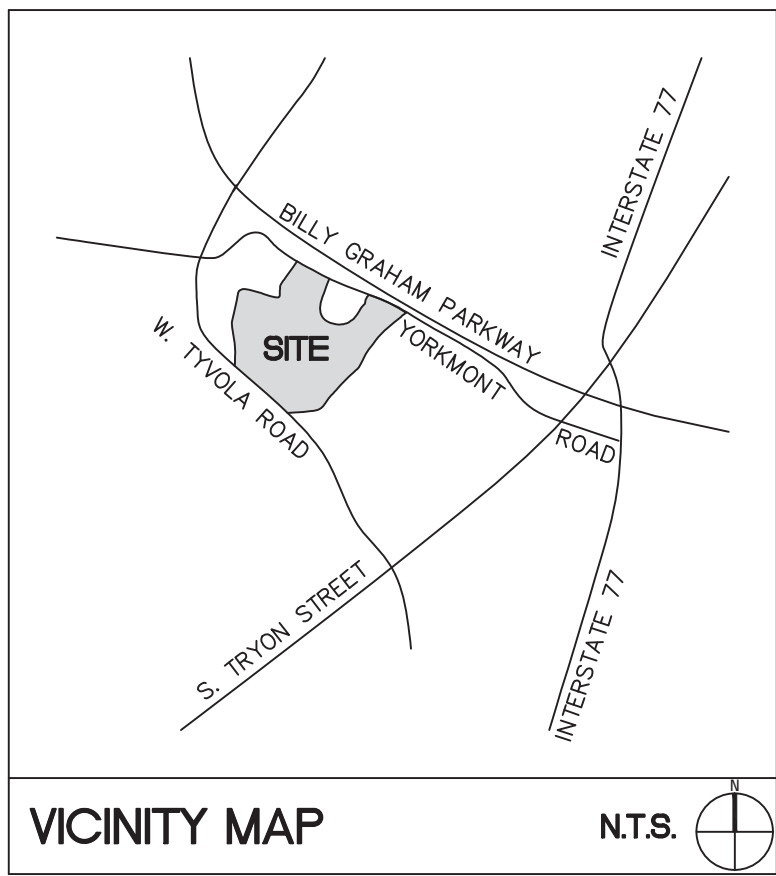 INTERSTATE 77
BILLY GRAHAM PARKWAY
W. TYVOLA ROAD
SITE
YORKMONT
ROAD
S. TRYON STREET
INTERSTATE 77
VICINITY MAP
N.T.S.
N